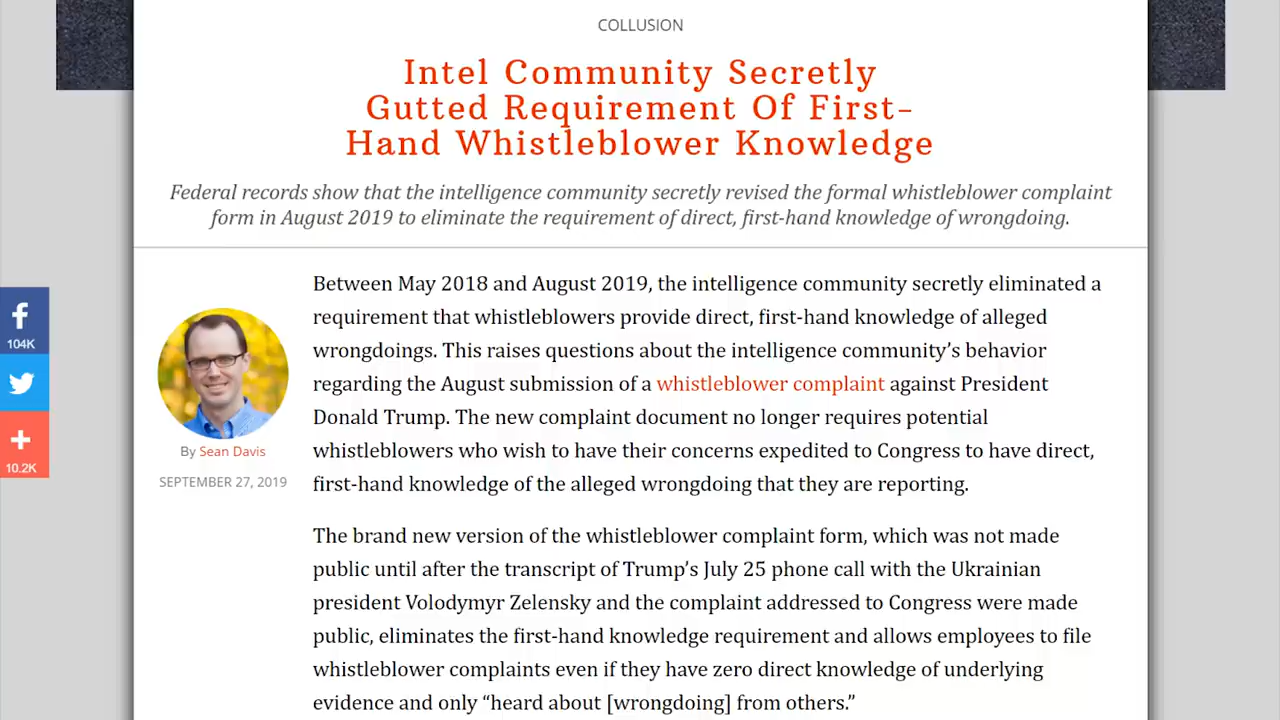 COLLUSION
Intel Community Secretly
Gutted Requirement Of First-
Hand Whistleblower Knowledge
Federal records show that the intelligence community secretly revised the formal whistleblower complaint
form in August 2019 to eliminate the requirement of direct, first-hand knowledge of wrongdoing.
104K
10.2K
By Sean Davis
SEPTEMBER 27, 2019
Between May 2018 and August 2019, the intelligence community secretly eliminated a
requirement that whistleblowers provide direct, first-hand knowledge of alleged
wrongdoings. This raises questions about the intelligence community’s behavior
regarding the August submission of a whistleblower complaint against President
Donald Trump. The new complaint document no longer requires potential
whistleblowers who wish to have their concerns expedited to Congress to have direct,
first-hand knowledge of the alleged wrongdoing that they are reporting.
The brand new version of the whistleblower complaint form, which was not made
public until after the transcript of Trump’s July 25 phone call with the Ukrainian
president Volodymyr Zelensky and the complaint addressed to Congress were made
public, eliminates the first-hand knowledge requirement and allows employees to file
whistleblower complaints even if they have zero direct knowledge of underlying
evidence and only “heard about [wrongdoing] from others.”